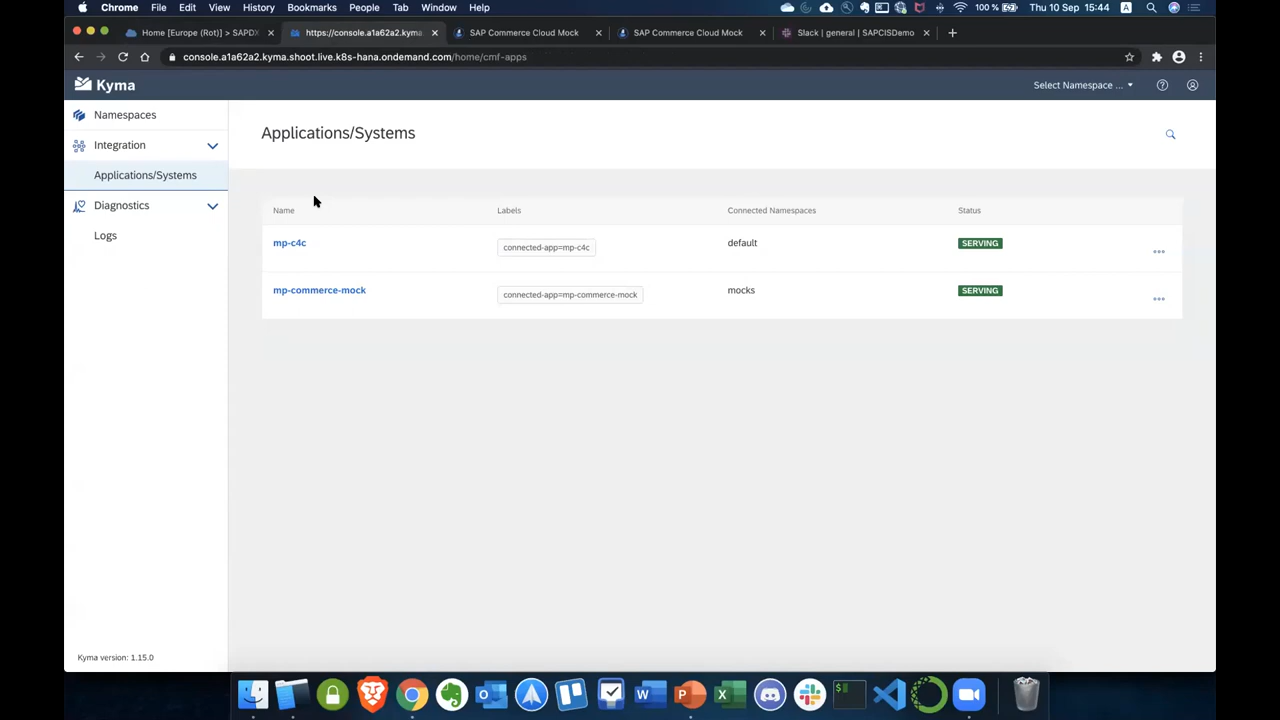 Chrome File Edit View History Bookmarks People Tab Window Help 100 % Thu 10 Sep 15:44 A
Home [Europe (Rot)] > SAPDX https://console.a1a62a2.kyma. SAP Commerce Cloud Mock SAP Commerce Cloud Mock Slack | general | SAPCISDemo
console.a1a62a2.kyma.shoot.live.k8s-hana.ondemand.com/home/cmf-apps
Kyma Select Namespace ...
Namespaces
Integration
Applications/Systems
Diagnostics
Logs
Applications/Systems
Name Labels Connected Namespaces Status
mp-c4c connected-app=mp-c4c default SERVING
mp-commerce-mock connected-app=mp-commerce-mock mocks SERVING
Kyma version: 1.15.0